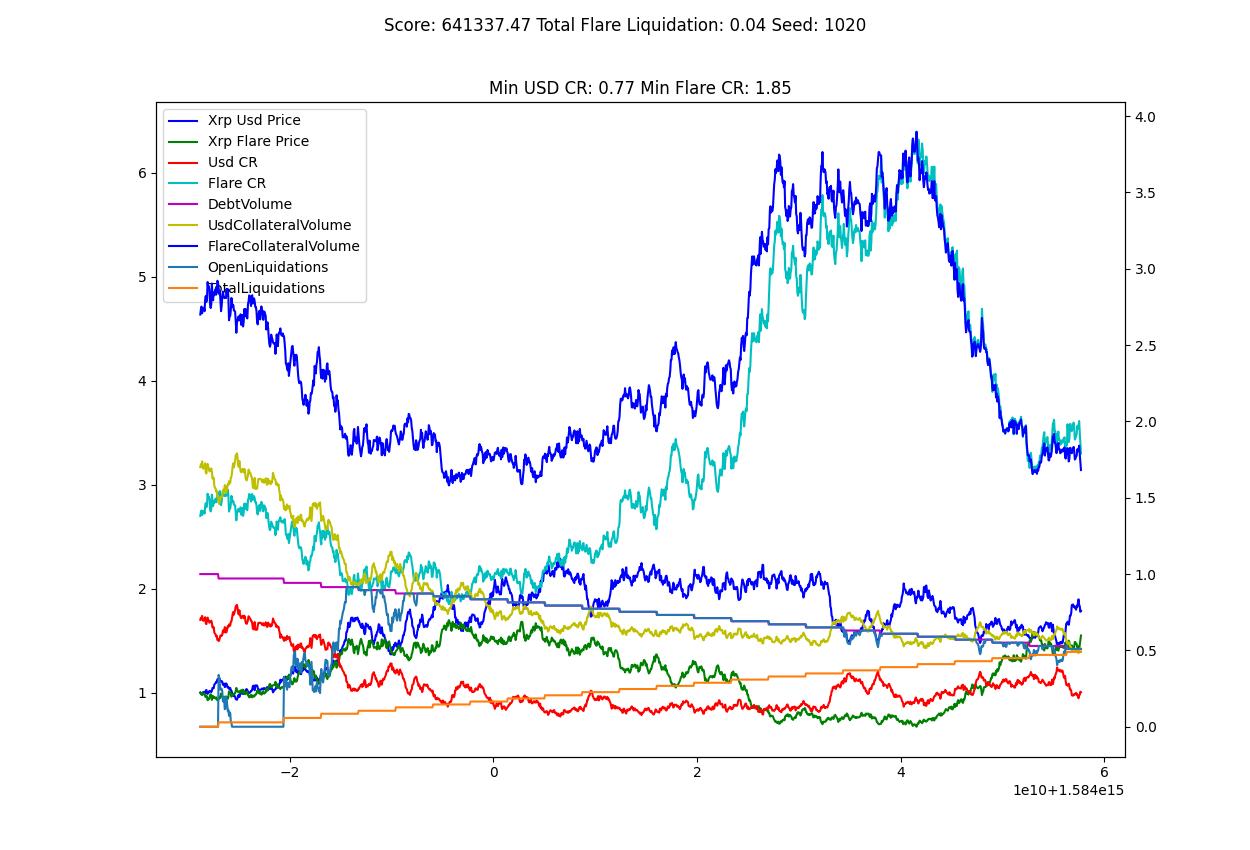 Score: 641337.47 Total Flare Liquidation: 0.04 Seed: 1020
Min USD CR: 0.77 Min Flare CR: 1.85
Xrp Usd Price
Xrp Flare Price
Usd CR
Flare CR
DebtVolume
UsdCollateralVolume
FlareCollateralVolume
OpenLiquidations
TotalLiquidations
6
5
4
3
2
1
4.0
3.5
3.0
2.5
2.0
1.5
1.0
0.5
0.0
−2
0
2
4
6
1e10+1.584e15